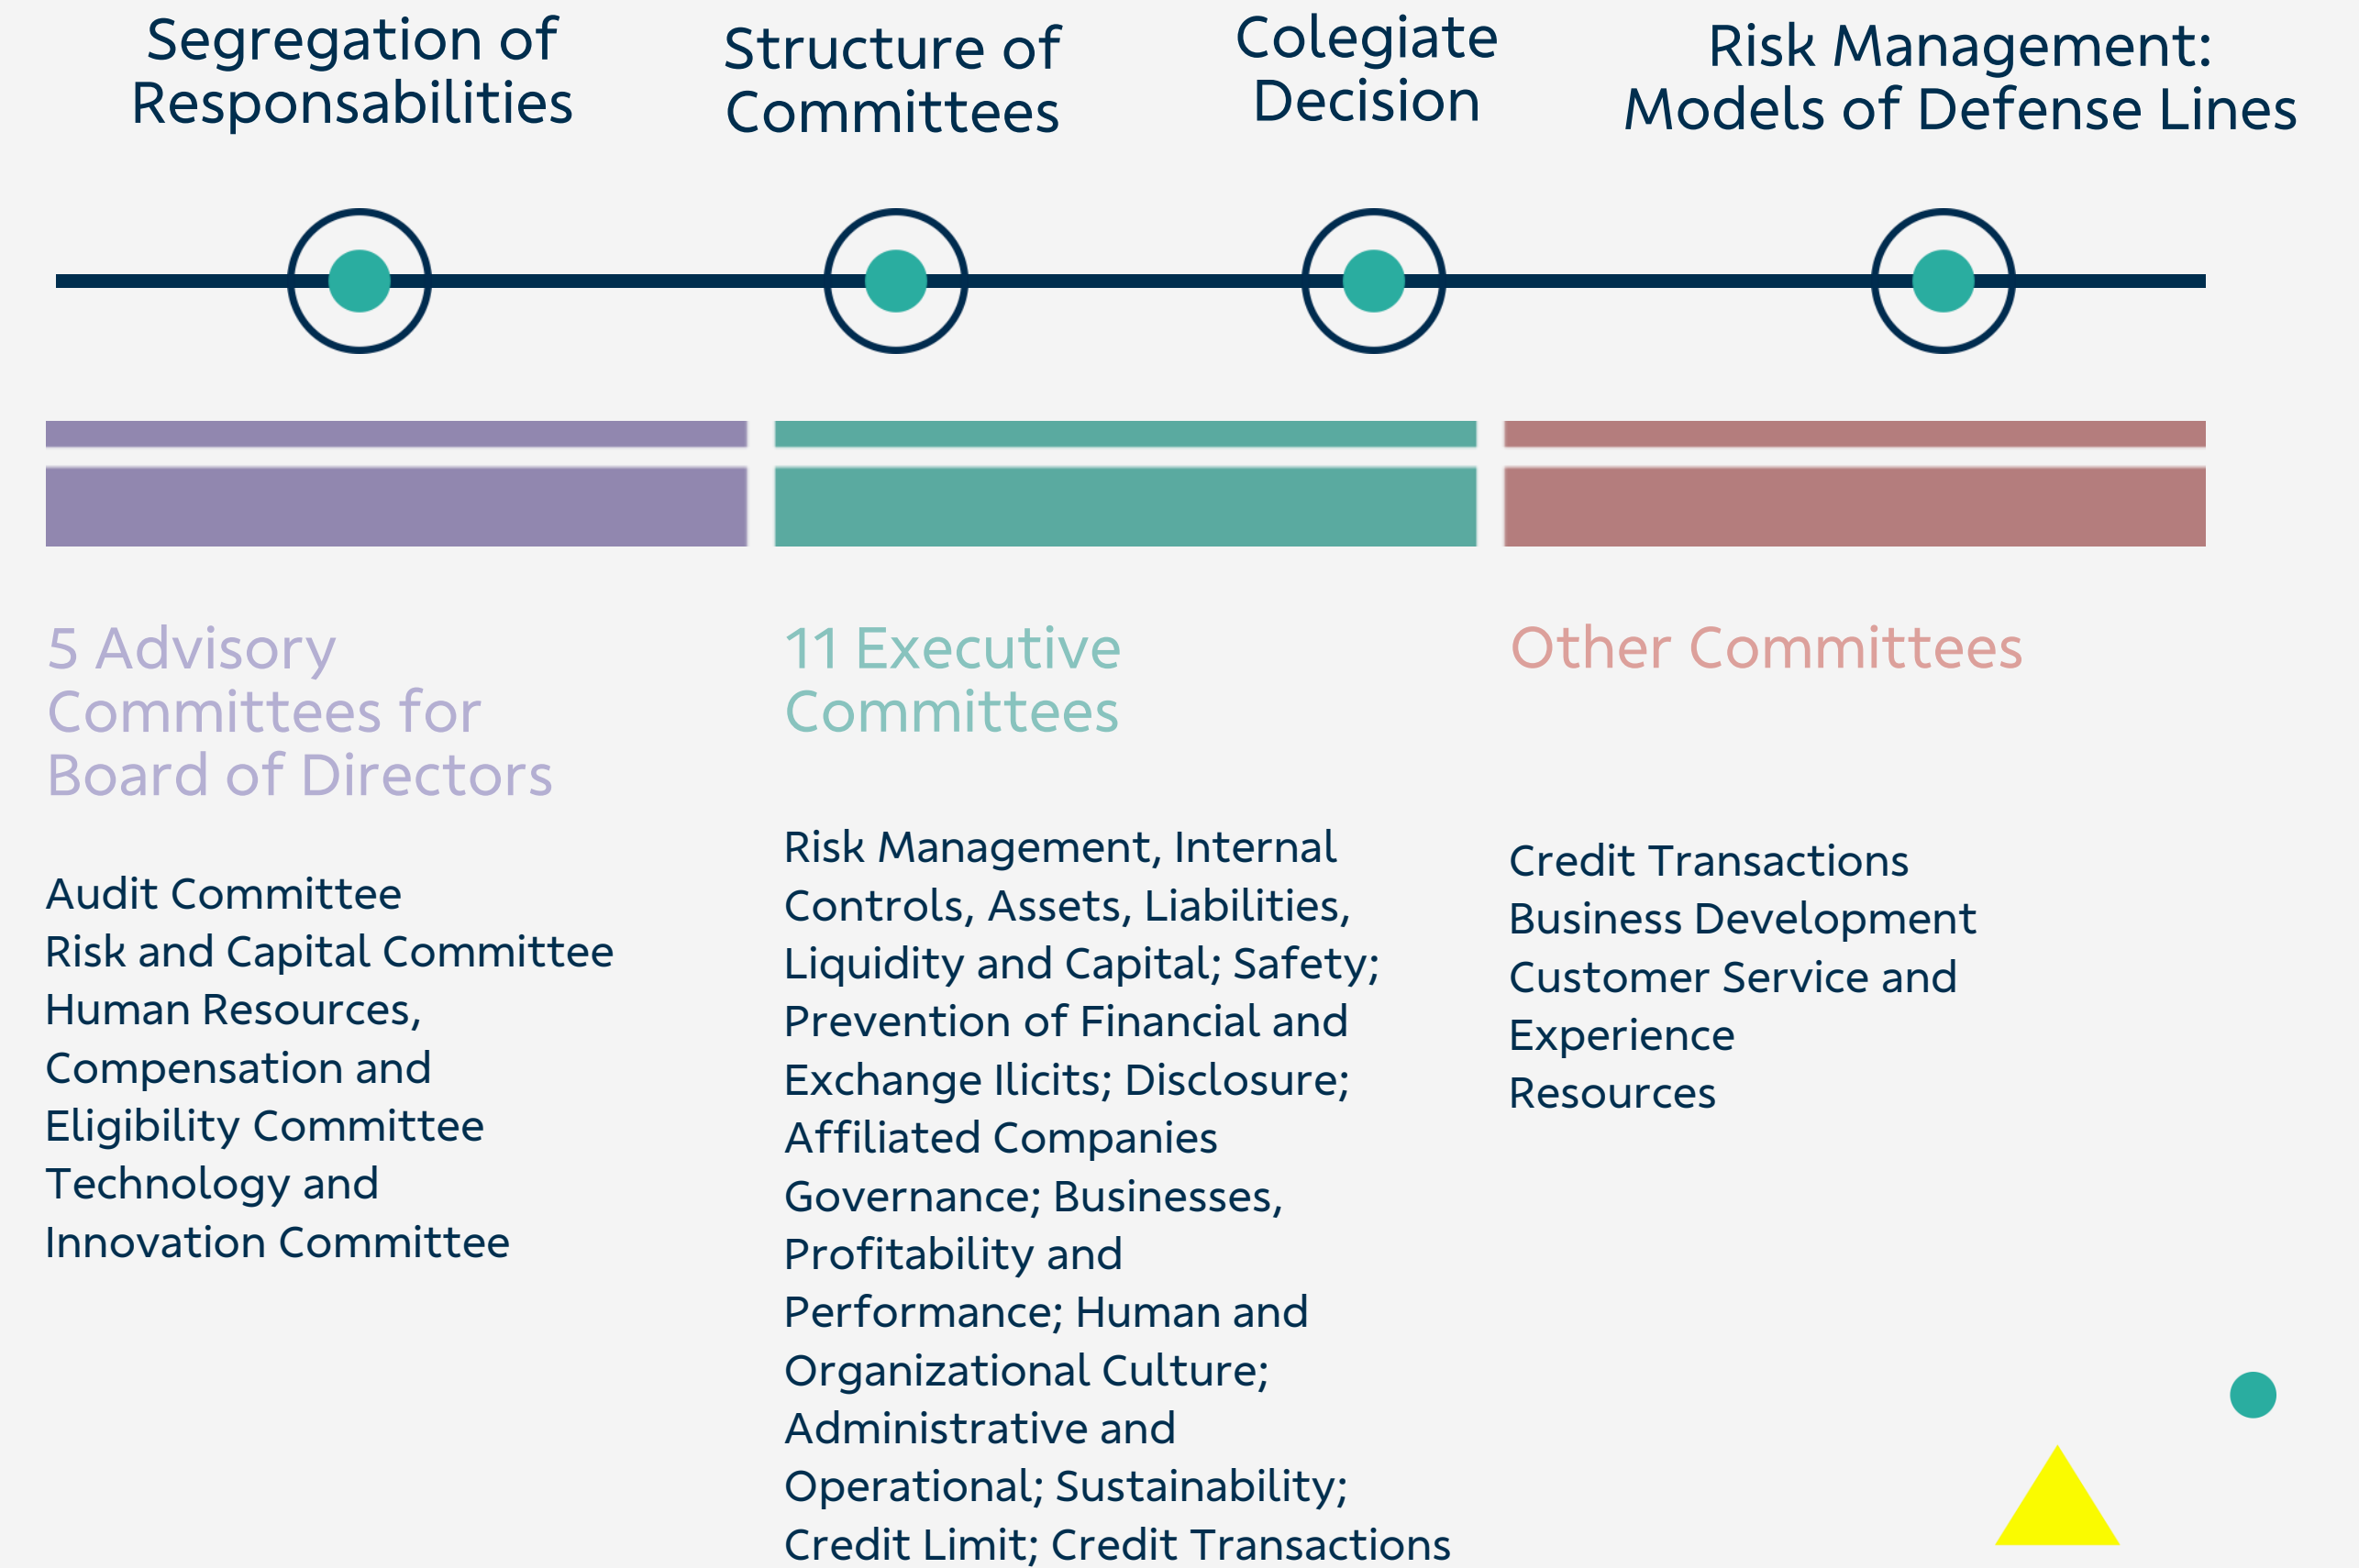 Segregation of
Responsabilities
Structure of
Committees
Colegiate
Decision
Risk Management:
Models of Defense Lines
5 Advisory
Committees for
Board of Directors
Audit Committee
Risk and Capital Committee
Human Resources,
Compensation and
Eligibility Committee
Technology and
Innovation Committee
11 Executive
Committees
Risk Management, Internal
Controls, Assets, Liabilities,
Liquidity and Capital; Safety;
Prevention of Financial and
Exchange Ilicits; Disclosure;
Affiliated Companies
Governance; Businesses,
Profitability and
Performance; Human and
Organizational Culture;
Administrative and
Operational; Sustainability;
Credit Limit; Credit Transactions
Other Committees
Credit Transactions
Business Development
Customer Service and
Experience
Resources